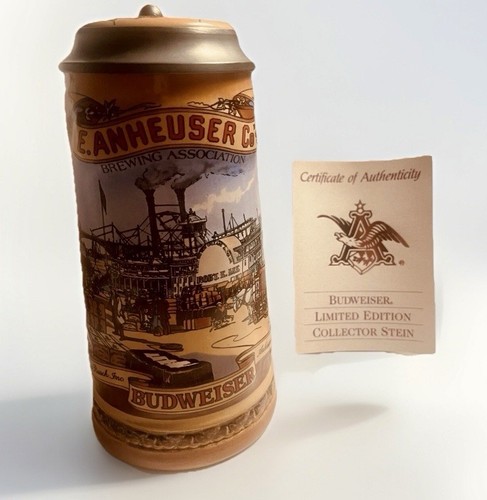 E. ANHEUSER Co's
BREWING ASSOCIATION
BUDWEISER
Certificate of Authenticity
A
®
BUDWEISER®
LIMITED EDITION
COLLECTOR STEIN